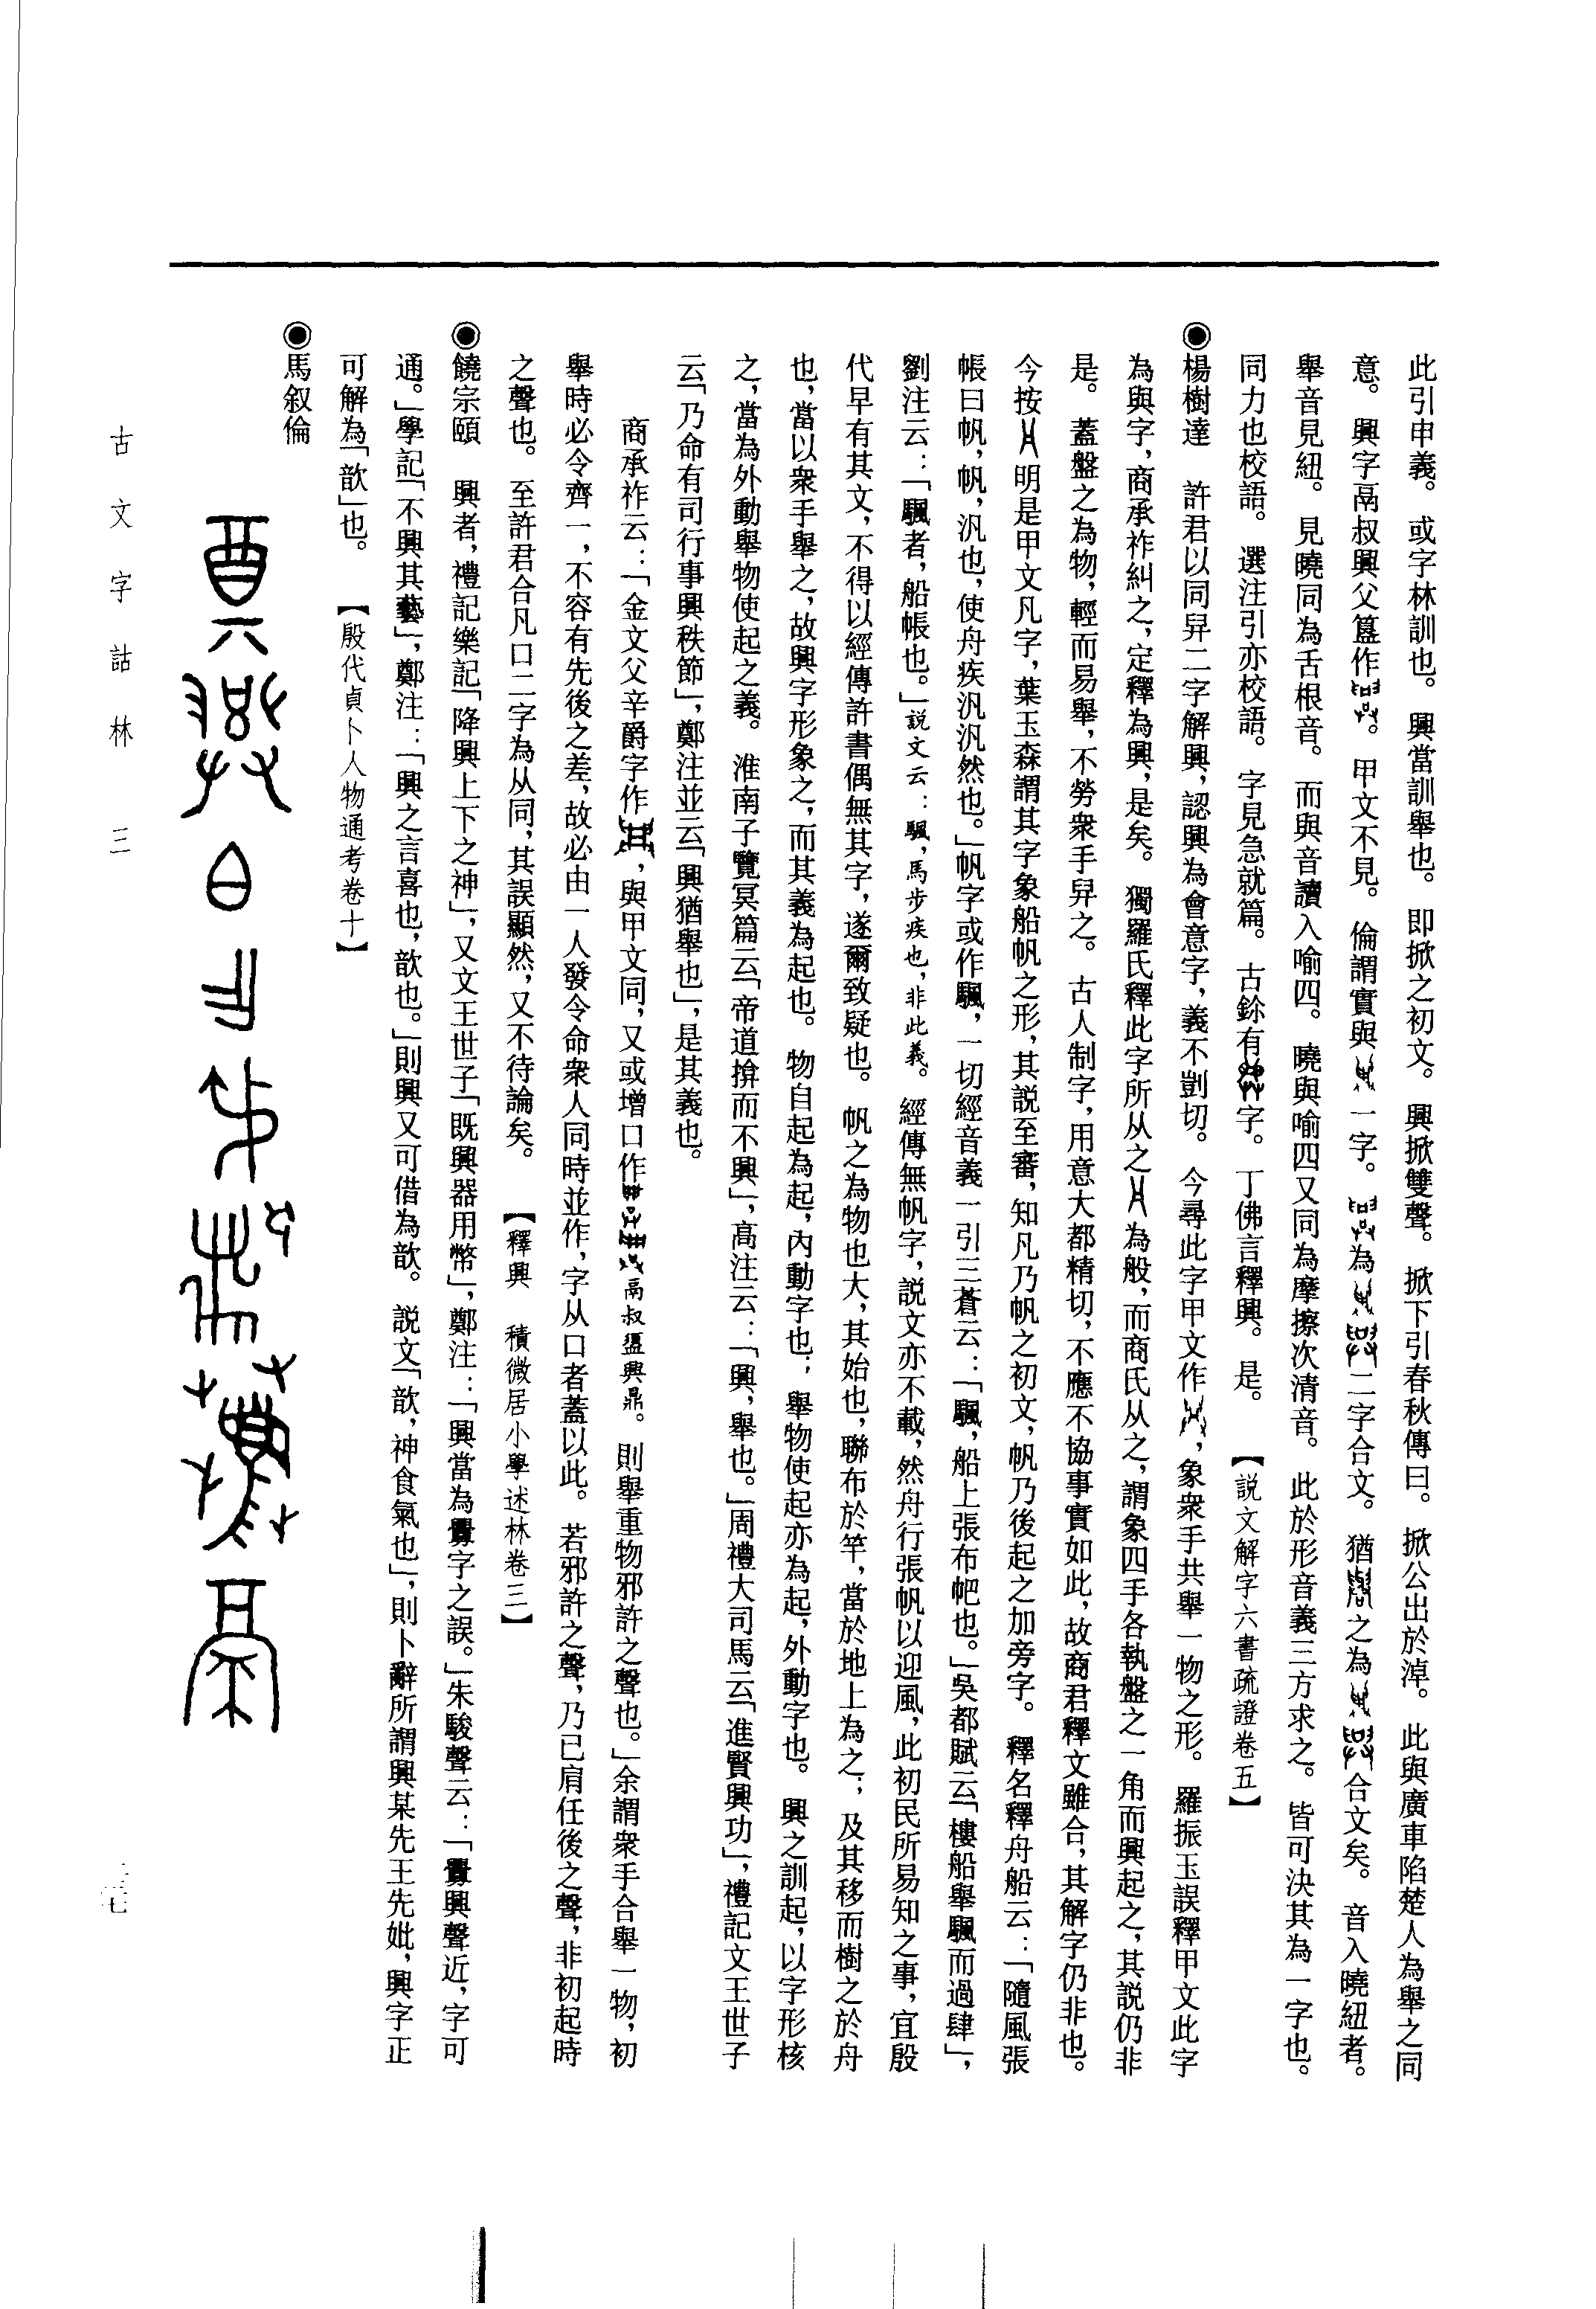 此引申義。或字林訓也。興當訓舉也。即掀之初文。興掀雙聲。掀下引春秋傳曰。掀公出於淖。此與廣車陷楚人為舉之同
意。興字鬲叔興父簋作。甲文不見。倫謂實與一字。為二字合文。猶之為合文矣。音入曉紐者。
舉音見紐。見曉同為舌根音。而與音讀入喻四。曉與喻四又同為摩擦次清音。此於形音義三方求之。皆可決其為一字也。
同力也校語。選注引亦校語。字見急就篇。古鉨有字。丁佛言釋興。是。【説文解字六書疏證卷五】
◉楊樹達 許君以同舁二字解興,認興為會意字,義不剴切。今尋此字甲文作,象衆手共舉一物之形。羅振玉誤釋甲文此字
為與字,商承祚糾之,定釋為興,是矣。獨羅氏釋此字所从之為般,而商氏从之,謂象四手各執盤之一角而興起之,其説仍非
是。蓋盤之為物,輕而易舉,不勞衆手舁之。古人制字,用意大都精切,不應不協事實如此,故商君釋文雖合,其解字仍非也。
今按明是甲文凡字,葉玉森謂其字象船帆之形,其説至審,知凡乃帆之初文,帆乃後起之加旁字。釋名釋舟船云:「隨風張
帳曰帆,帆,汎也,使舟疾汎汎然也。」帆字或作颿,一切經音義一引三蒼云:「颿,船上張布帊也。」吳都賦云「樓船舉颿而過肆」,
劉注云:「颿者,船帳也。」説文云:颿,馬步疾也,非此義。經傳無帆字,説文亦不載,然舟行張帆以迎風,此初民所易知之事,宜殷
代早有其文,不得以經傳許書偶無其字,遂爾致疑也。帆之為物也大,其始也,聯布於竿,當於地上為之;及其移而樹之於舟
也,當以衆手舉之,故興字形象之,而其義為起也。物自起為起,內動字也;舉物使起亦為起,外動字也。興之訓起,以字形核
之,當為外動舉物使起之義。淮南子覽冥篇云「帝道揜而不興」,高注云:「興,舉也。」周禮大司馬云「進賢興功」,禮記文王世子
云「乃命有司行事興秩節」,鄭注並云「興猶舉也」,是其義也。
商承祚云:「金文父辛爵字作,與甲文同,又或增口作鬲叔盨興鼎。則舉重物邪許之聲也。」余謂衆手合舉一物,初
舉時必令齊一,不容有先後之差,故必由一人發令命衆人同時並作,字从口者蓋以此。若邪許之聲,乃已肩任後之聲,非初起時
之聲也。至許君合凡口二字為从同,其誤顯然,又不待論矣。【釋興 積微居小學述林卷三】
◉饒宗頤 興者,禮記樂記「降興上下之神」,又文王世子「既興器用幣」,鄭注:「興當為釁字之誤。」朱駿聲云:「釁興聲近,字可
通。」學記「不興其藝」,鄭注:「興之言喜也,歆也。」則興又可借為歆。説文「歆,神食氣也」,則卜辭所謂興某先王先妣,興字正
可解為「歆」也。【殷代貞卜人物通考卷十】
◉馬叙倫
古文字詁林 三